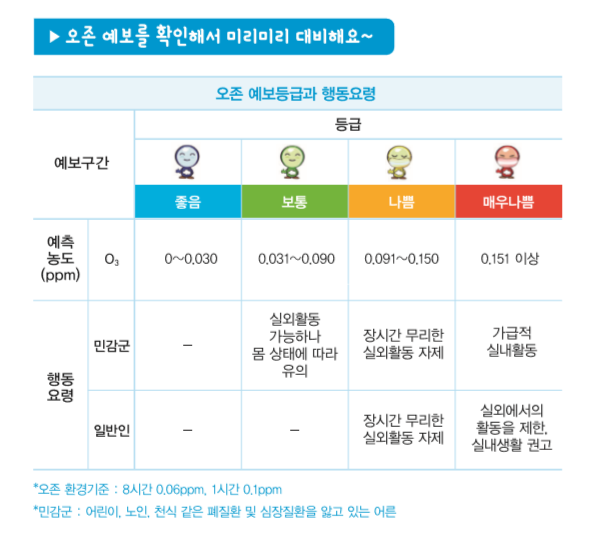 ▶ 오존 예보를 확인해서 미리미리 대비해요~
오존 예보등급과 행동요령
예보구간
등급
좋음 보통 나쁨 매우나쁨
예측
농도
(ppm)
O₃ 0~0.030 0.031~0.090 0.091~0.150 0.151 이상
행동
요령
민감군
–
실외활동
가능하나
몸 상태에 따라
유의
장시간 무리한
실외활동 자제
가급적
실내활동
일반인
–
–
장시간 무리한
실외활동 자제
실외에서의
활동을 제한,
실내생활 권고
*오존 환경기준 : 8시간 0.06ppm, 1시간 0.1ppm
*민감군 : 어린이, 노인, 천식 같은 폐질환 및 심장질환을 앓고 있는 어른